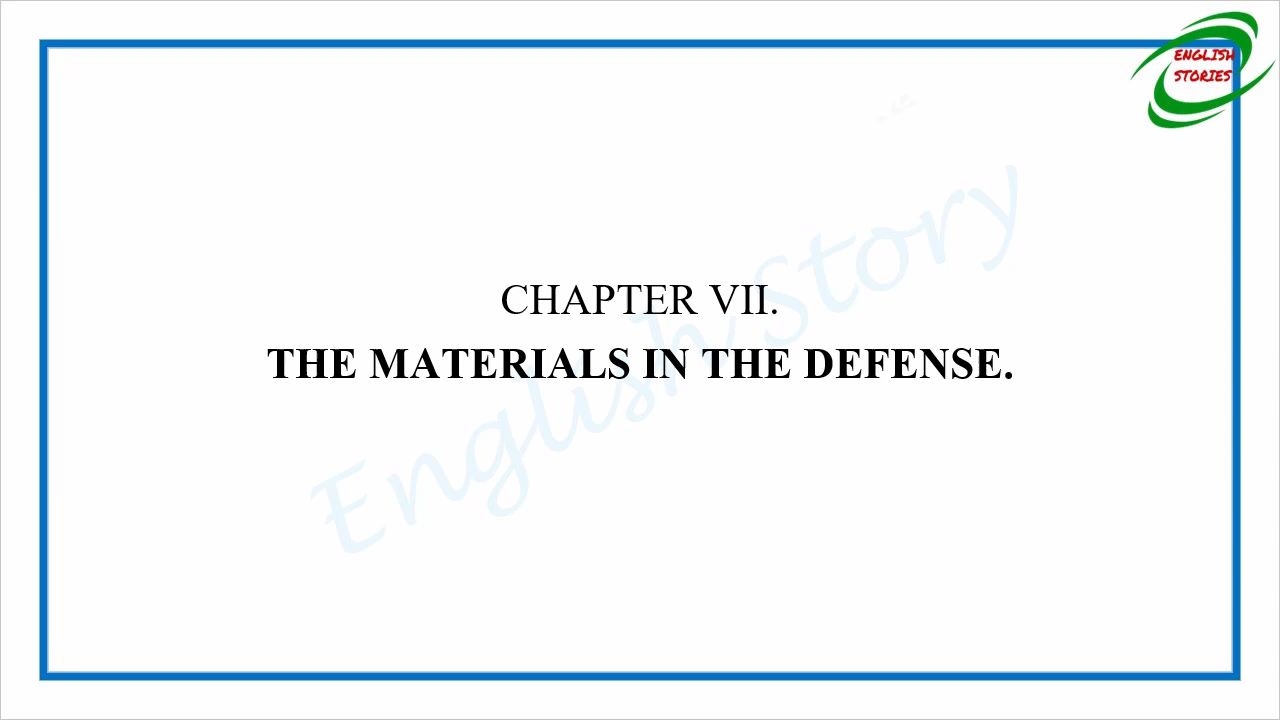 ENGLISH
STORIES
CHAPTER VII.
THE MATERIALS IN THE DEFENSE.
English Story